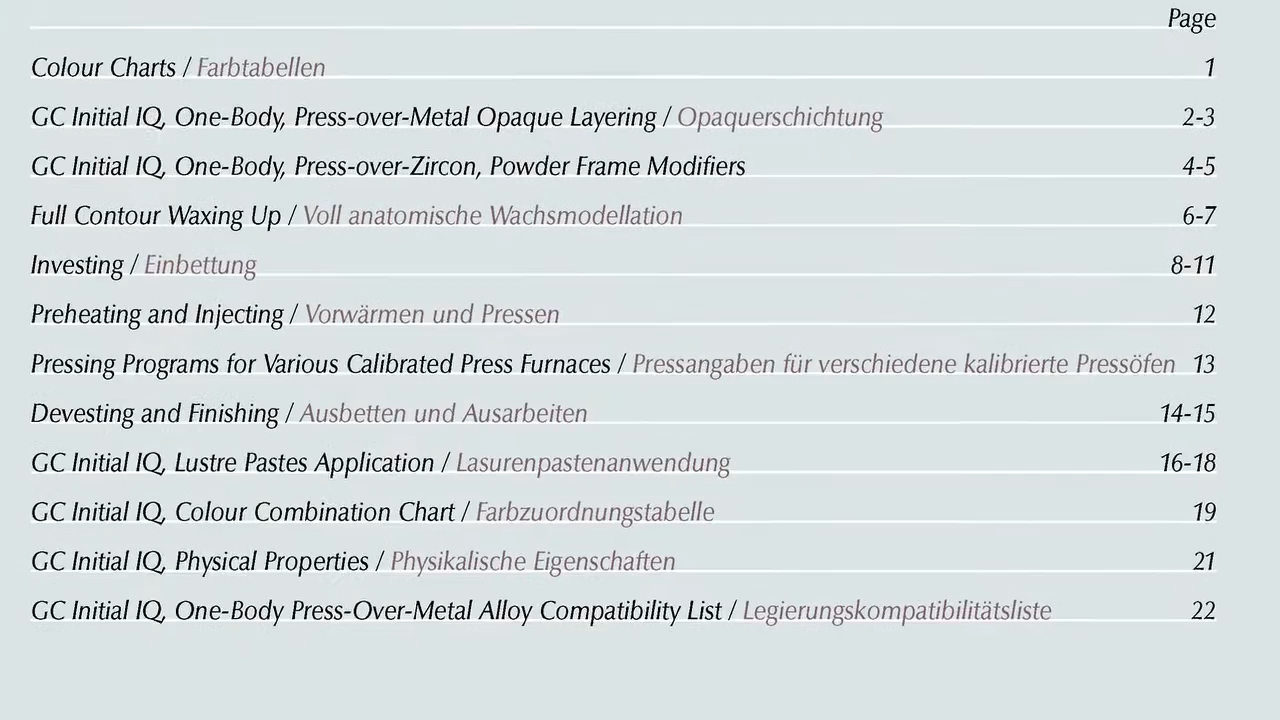 Page
Colour Charts / Farbtabellen 1
GC Initial IQ, One-Body, Press-over-Metal Opaque Layering / Opaquerschichtung 2-3
GC Initial IQ, One-Body, Press-over-Zircon, Powder Frame Modifiers 4-5
Full Contour Waxing Up / Voll anatomische Wachsmodellation 6-7
Investing / Einbettung 8-11
Preheating and Injecting / Vorwärmen und Pressen 12
Pressing Programs for Various Calibrated Press Furnaces / Pressangaben für verschiedene kalibrierte Pressöfen 13
Devesting and Finishing / Ausbetten und Ausarbeiten 14-15
GC Initial IQ, Lustre Pastes Application / Lasurenpastenanwendung 16-18
GC Initial IQ, Colour Combination Chart / Farbzuordnungstabelle 19
GC Initial IQ, Physical Properties / Physikalische Eigenschaften 21
GC Initial IQ, One-Body Press-Over-Metal Alloy Compatibility List / Legierungskompatibilitätsliste 22